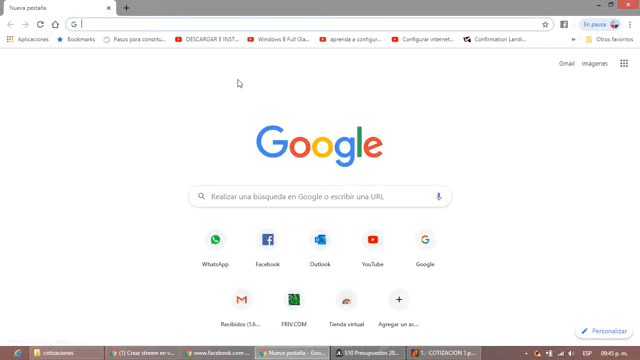 Nueva pestaña
En pausa
Aplicaciones
Bookmarks
Pasos para constitu...
DESCARGAR E INST...
Windows 8 Full Gla...
aprenda a configur...
Configurar internet...
Confirmation Landi...
»
Otros favoritos
Gmail
Imágenes
Google
Realizar una búsqueda en Google o escribir una URL
WhatsApp
Facebook
Outlook
YouTube
Google
Recibidos (1.6...
FRIV.COM
Tienda virtual
Agregar un ac...
Personalizar
cotizaciones
(1) Crear stream en v...
www.facebook.com ...
Nueva pestaña - Goo...
S10 Presupuestos 20...
1.- COTIZACION 1.p...
ESP
09:45 p. m.